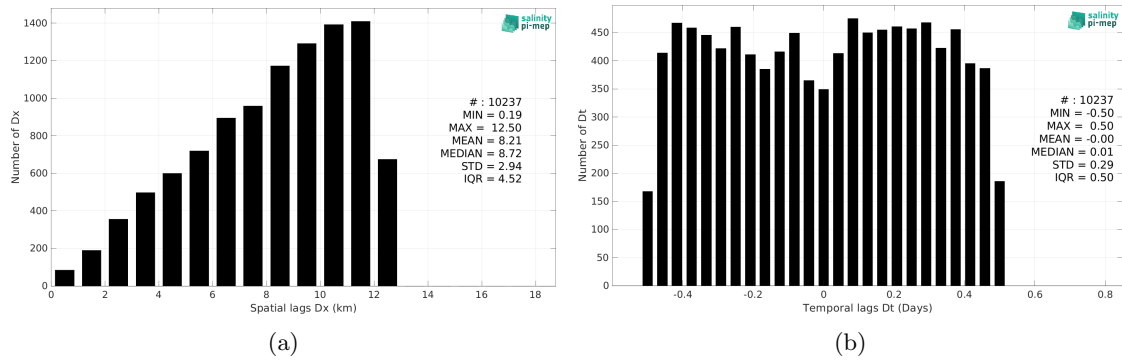 1400
1200
1000
800
600
400
200
0
Number of Dx
0 2 4 6 8 10 12 14 16 18
Spatial lags Dx (km)
salinity
pi-mep
# : 10237
MIN = 0.19
MAX = 12.50
MEAN = 8.21
MEDIAN = 8.72
STD = 2.94
IQR = 4.52
(a)
450
400
350
300
250
200
150
100
50
0
Number of Dt
-0.4 -0.2 0 0.2 0.4 0.6 0.8
Temporal lags Dt (Days)
salinity
pi-mep
# : 10237
MIN = -0.50
MAX = 0.50
MEAN = -0.00
MEDIAN = 0.01
STD = 0.29
IQR = 0.50
(b)